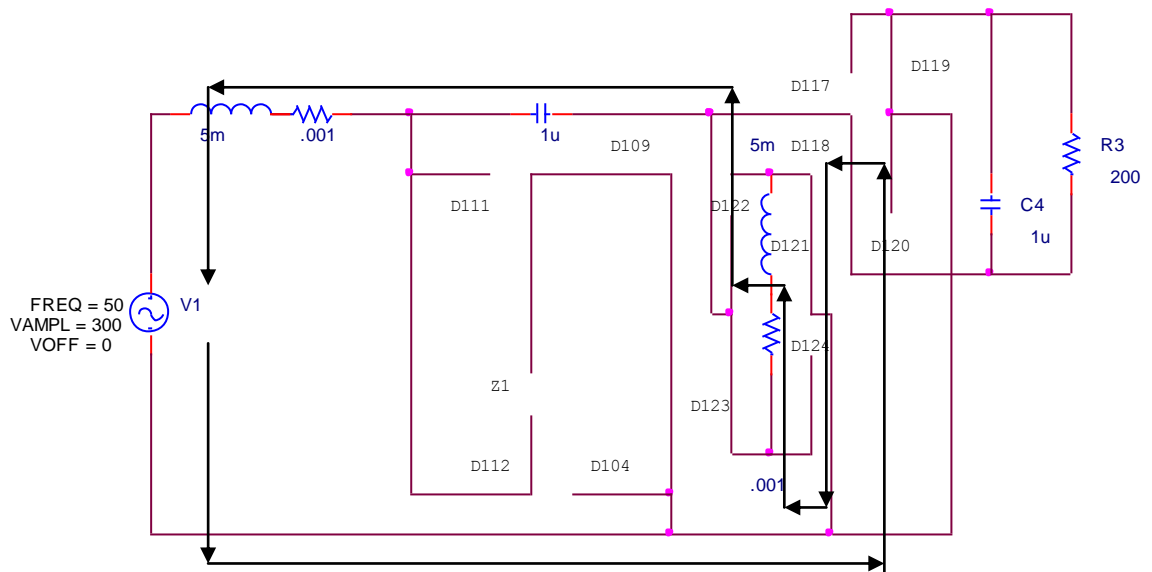 D119
D117
5m
.001
1u
D109
5m
D118
R3
200
D111
D122
C4
1u
D121
D120
FREQ = 50
VAMPL = 300
VOFF = 0
V1
D124
Z1
D123
D112
D104
.001